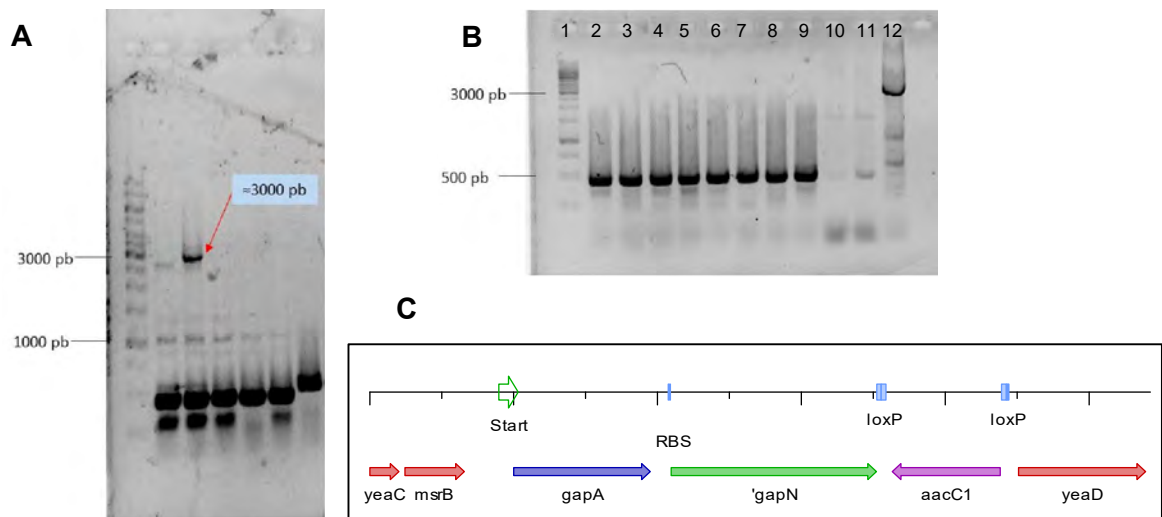 A
≈3000 pb
3000 pb
1000 pb
B
1 2 3 4 5 6 7 8 9 10 11 12
3000 pb
500 pb
C
Start
RBS
loxP
loxP
yeaC msrB gapA 'gapN aacC1 yeaD